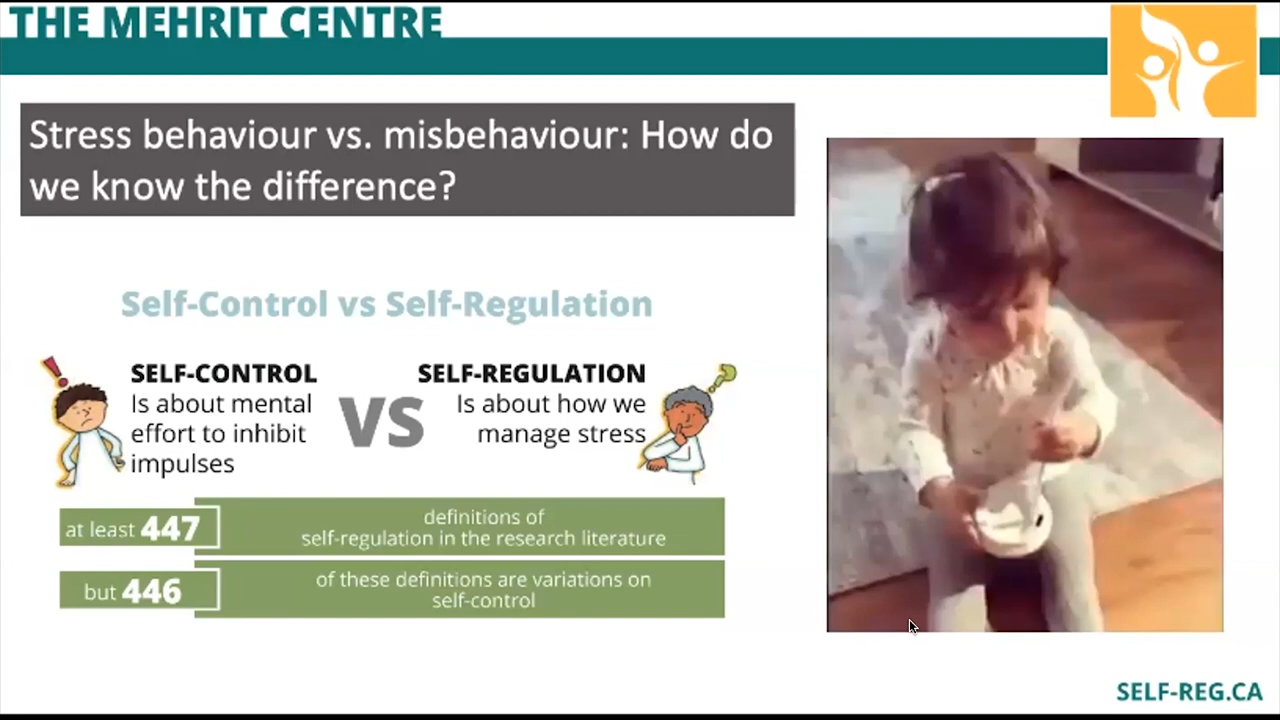 THE MEHRIT CENTRE
Stress behaviour vs. misbehaviour: How do
we know the difference?
Self-Control vs Self-Regulation
SELF-CONTROL
Is about mental
effort to inhibit
impulses
VS
SELF-REGULATION
Is about how we
manage stress
at least 447
definitions of
self-regulation in the research literature
but 446
of these definitions are variations on
self-control
SELF-REG.CA